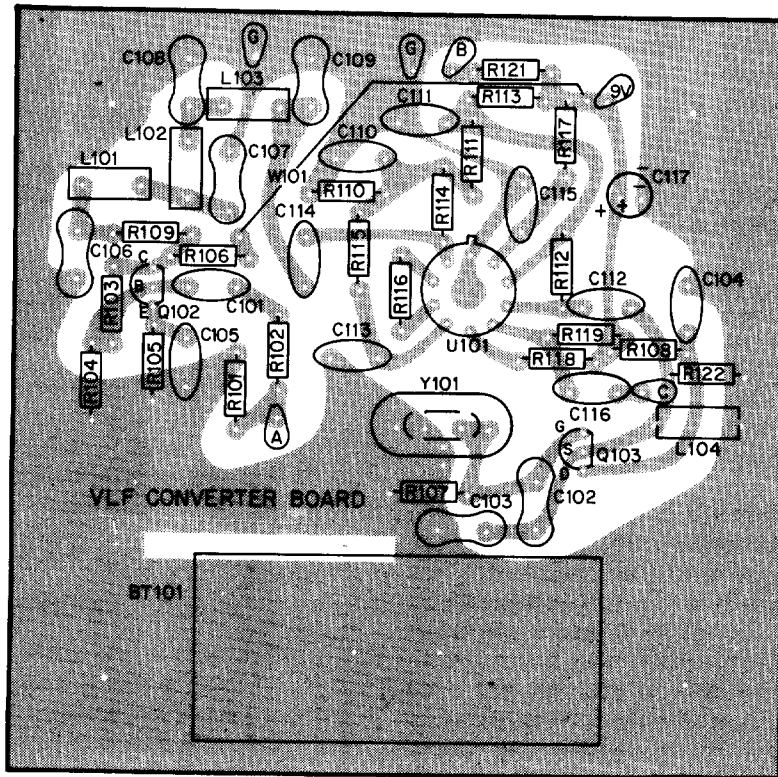 G
G
B
C108
C109
R121
L103
C111
R113
9V
L102
C110
R111
R117
C107
L101
W101
C117
R110
R114
C115
C114
+ +
R109
C106
C
R106
R115
R112
C104
R103
B
R116
C112
E Q102
C101
C105
R102
C113
U101
R119
R118
R108
R104
R105
R101
Y101
R122
C
C116
A
G
S
D
Q103
L104
R107
C102
C103
VLF CONVERTER BOARD
BT101